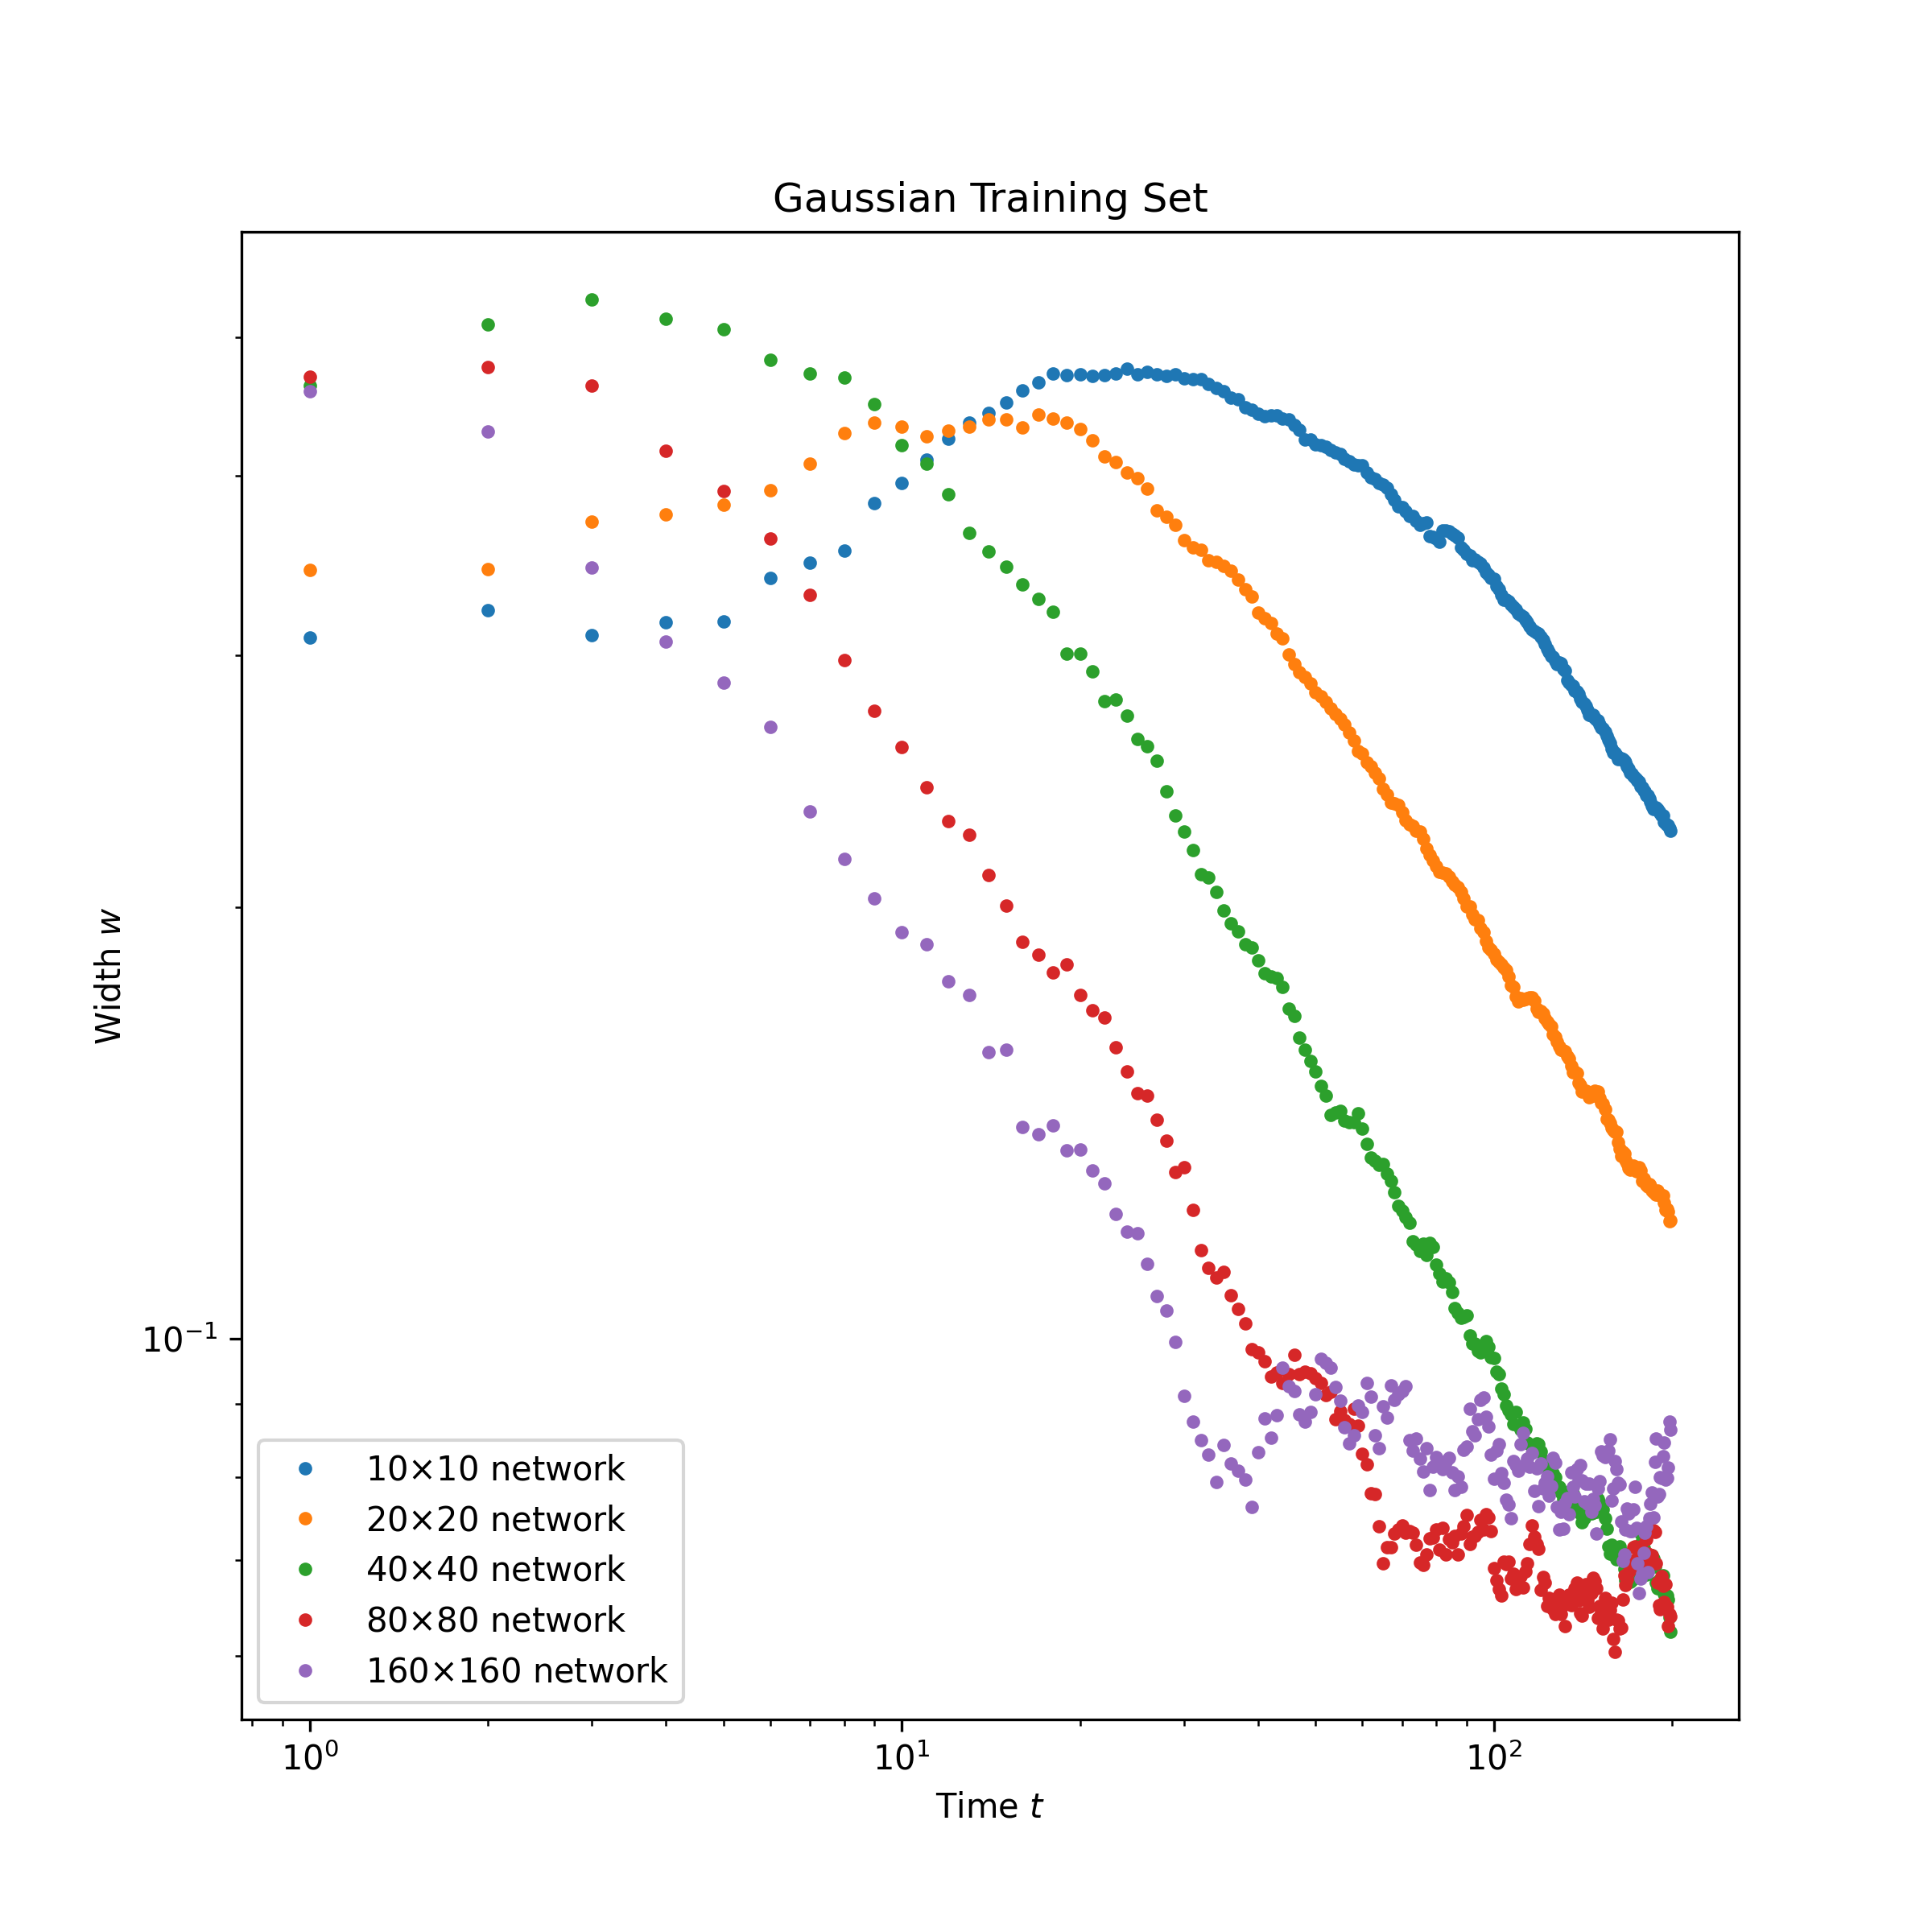 Gaussian Training Set
Width w
10⁻¹
10×10 network
20×20 network
40×40 network
80×80 network
160×160 network
10⁰ 10¹ 10²
Time t